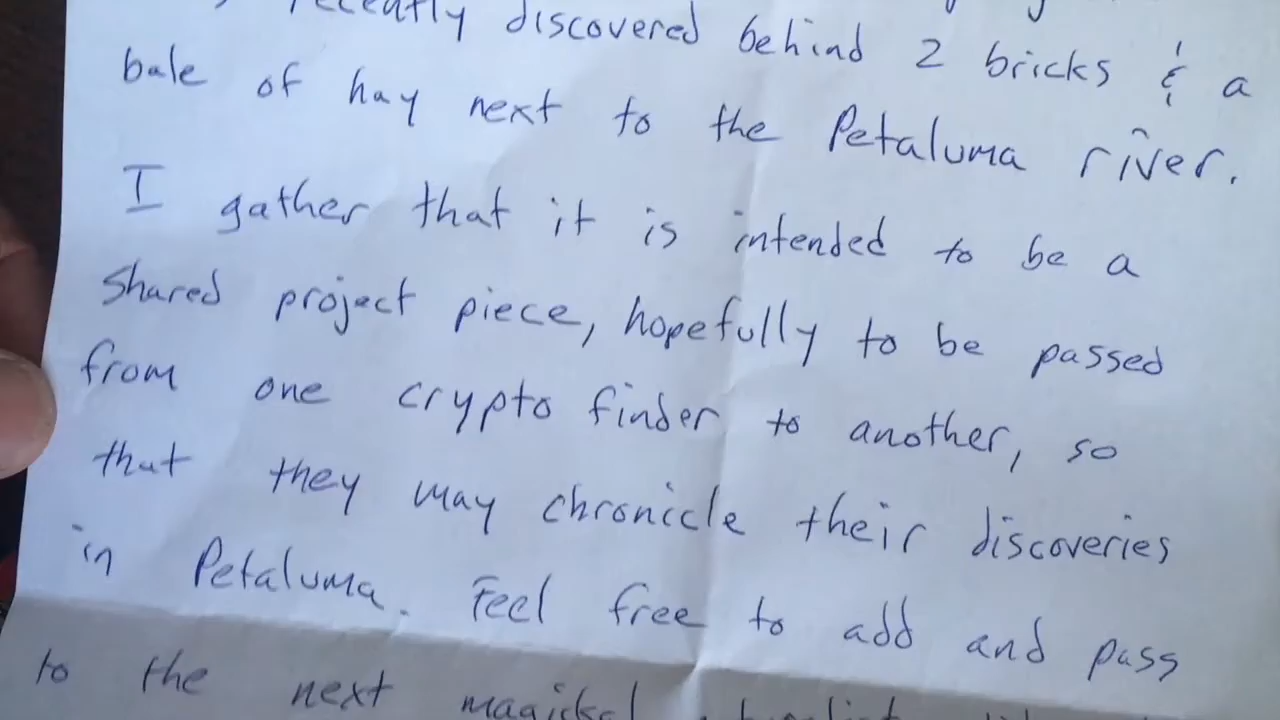 recently discovered behind 2 bricks & a
bale of hay next to the Petaluma river.
I gather that it is intended to be a
shared project piece, hopefully to be passed
from one crypto finder to another, so
that they may chronicle their discoveries
in Petaluma. Feel free to add and pass
to the next magickal